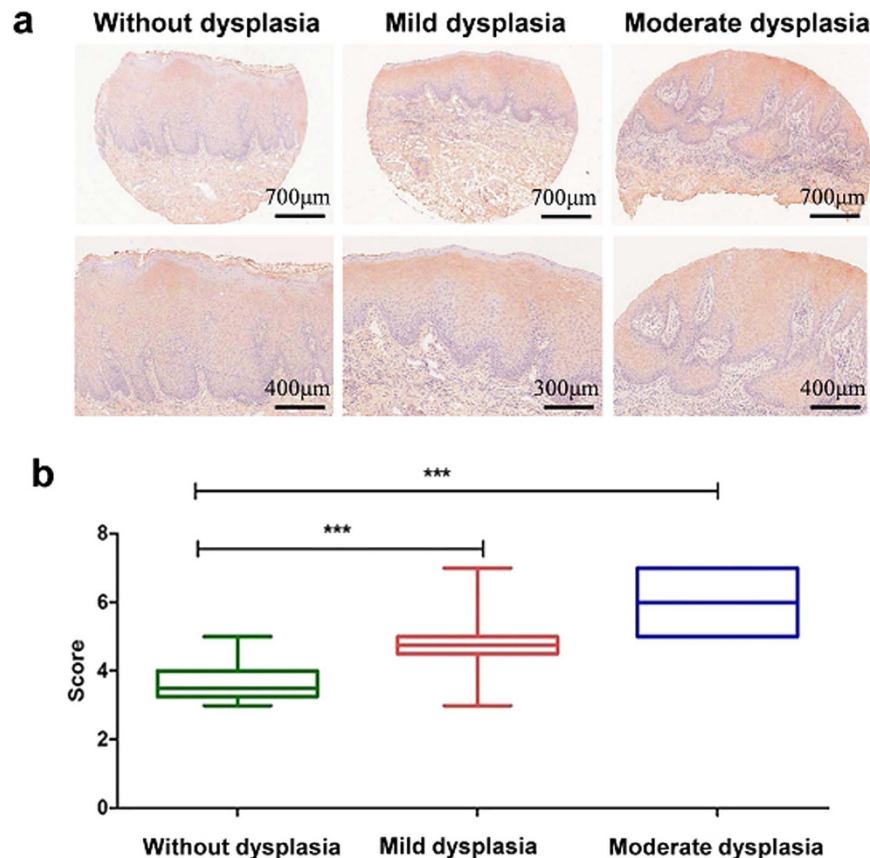 a
Without dysplasia Mild dysplasia Moderate dysplasia
700μm 700μm 700μm
400μm 300μm 400μm
b
***
***
8
6
4
2
0
Score
Without dysplasia Mild dysplasia Moderate dysplasia